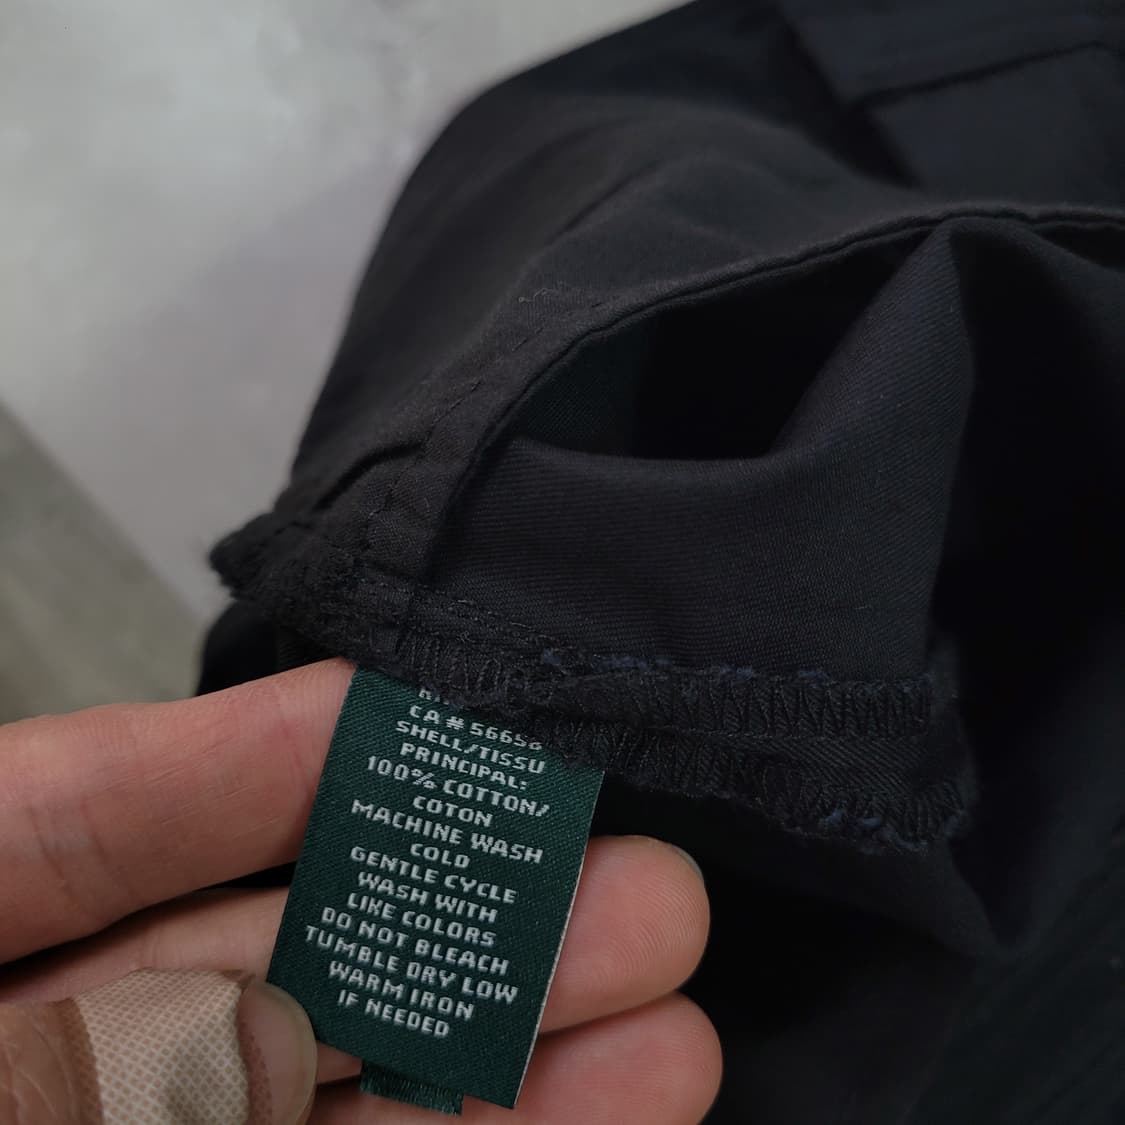 CA # 56658
SHELL/TISSU
PRINCIPAL:
100% COTTON/
COTON
MACHINE WASH
COLD
GENTLE CYCLE
WASH WITH
LIKE COLORS
DO NOT BLEACH
TUMBLE DRY LOW
WARM IRON
IF NEEDED